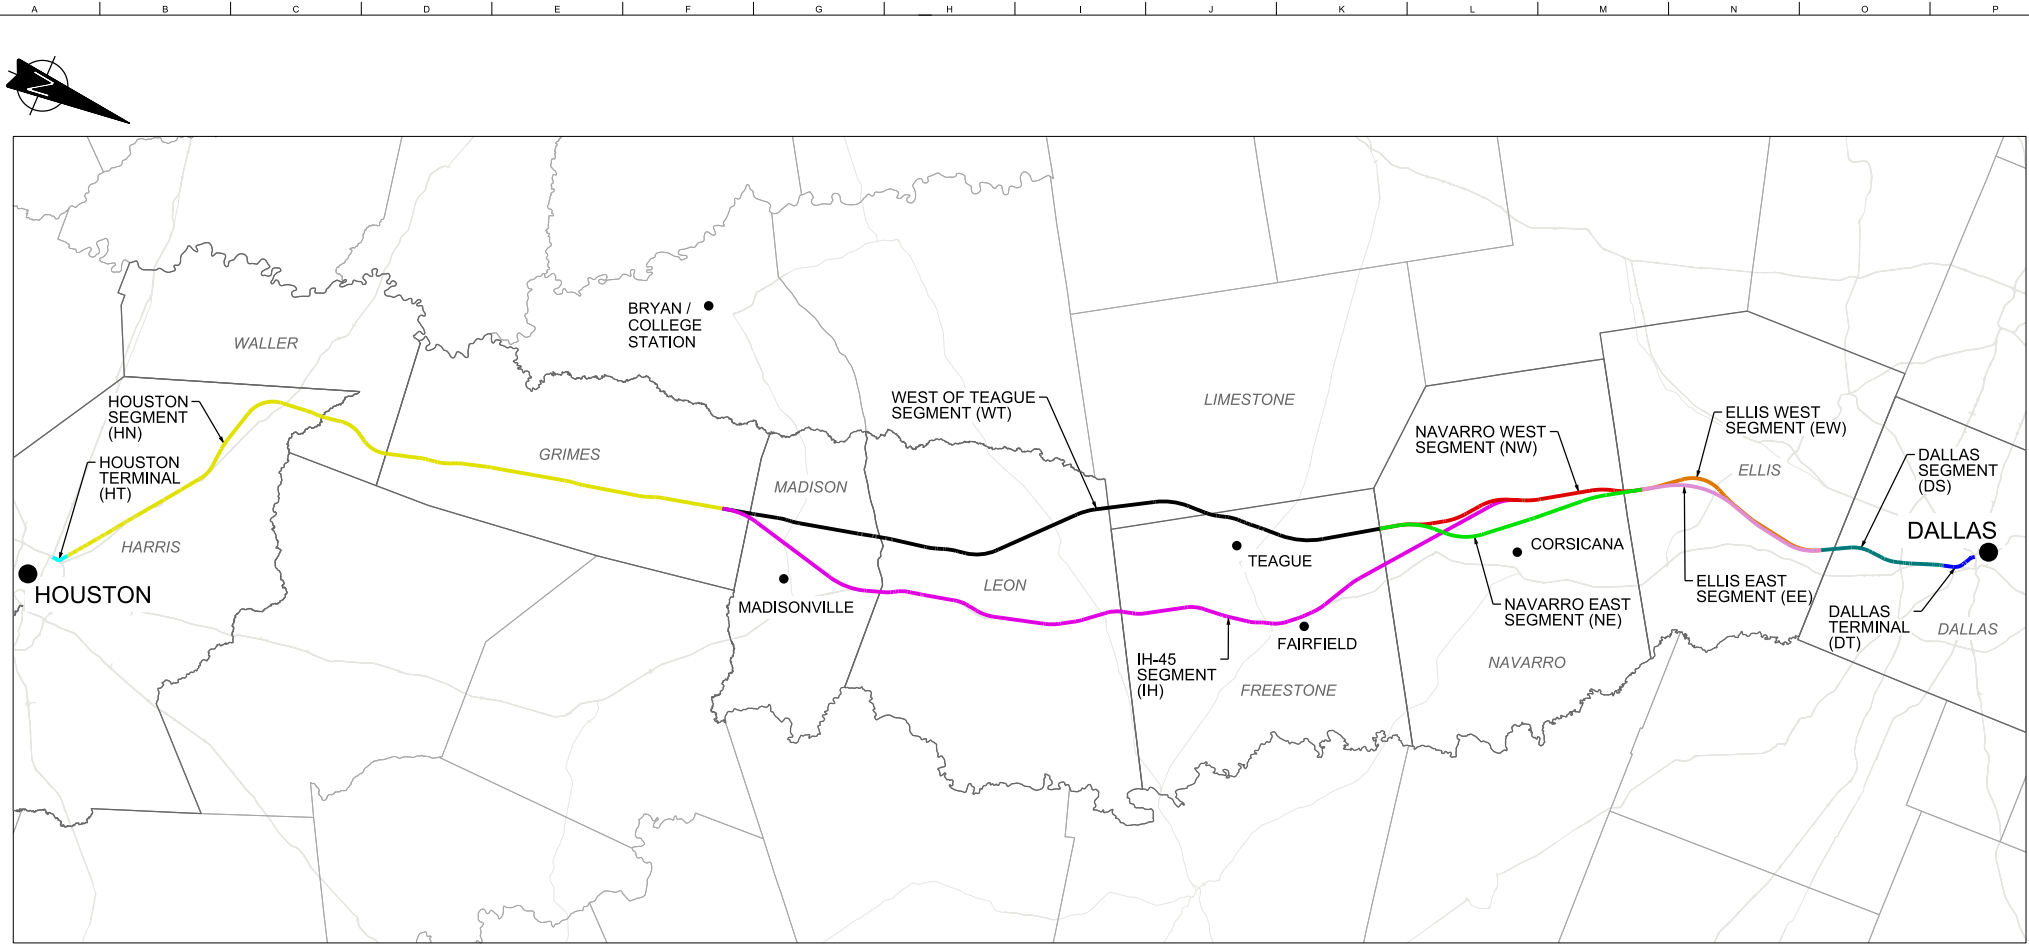 A B C D E F G H I J K L M N O P
N
BRYAN /
COLLEGE
STATION
WALLER
HOUSTON
SEGMENT
(HN)
HOUSTON
TERMINAL
(HT)
HARRIS
HOUSTON
GRIMES
MADISON
MADISONVILLE
WEST OF TEAGUE
SEGMENT (WT)
LEON
LIMESTONE
TEAGUE
FAIRFIELD
IH-45
SEGMENT
(IH)
FREESTONE
NAVARRO WEST
SEGMENT (NW)
CORSICANA
NAVARRO EAST
SEGMENT (NE)
NAVARRO
ELLIS WEST
SEGMENT (EW)
ELLIS
ELLIS EAST
SEGMENT (EE)
DALLAS
SEGMENT
(DS)
DALLAS
DALLAS
TERMINAL
(DT)
DALLAS